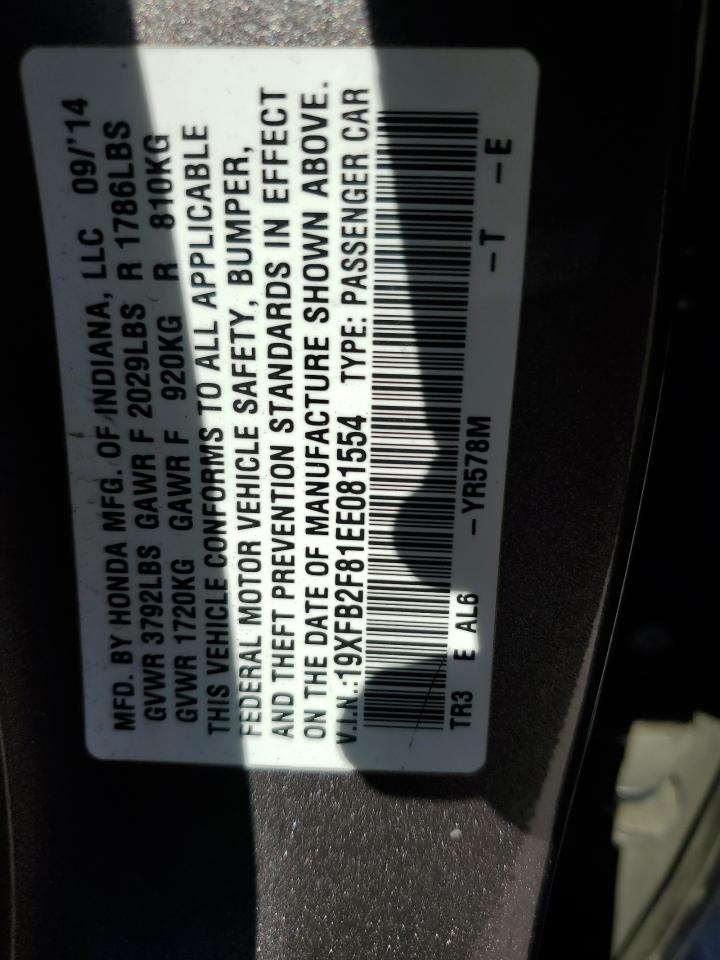 MFD. BY HONDA MFG. OF INDIANA, LLC 09/'14
GVWR 3792LBS GAWR F 2029LBS R 1786LBS
GVWR 1720KG GAWR F 920KG R 810KG
THIS VEHICLE CONFORMS TO ALL APPLICABLE
FEDERAL MOTOR VEHICLE SAFETY, BUMPER,
AND THEFT PREVENTION STANDARDS IN EFFECT
ON THE DATE OF MANUFACTURE SHOWN ABOVE.
V.I.N.:19XFB2F81EE081554 TYPE: PASSENGER CAR
TR3 E AL6 -YR578M -T -E